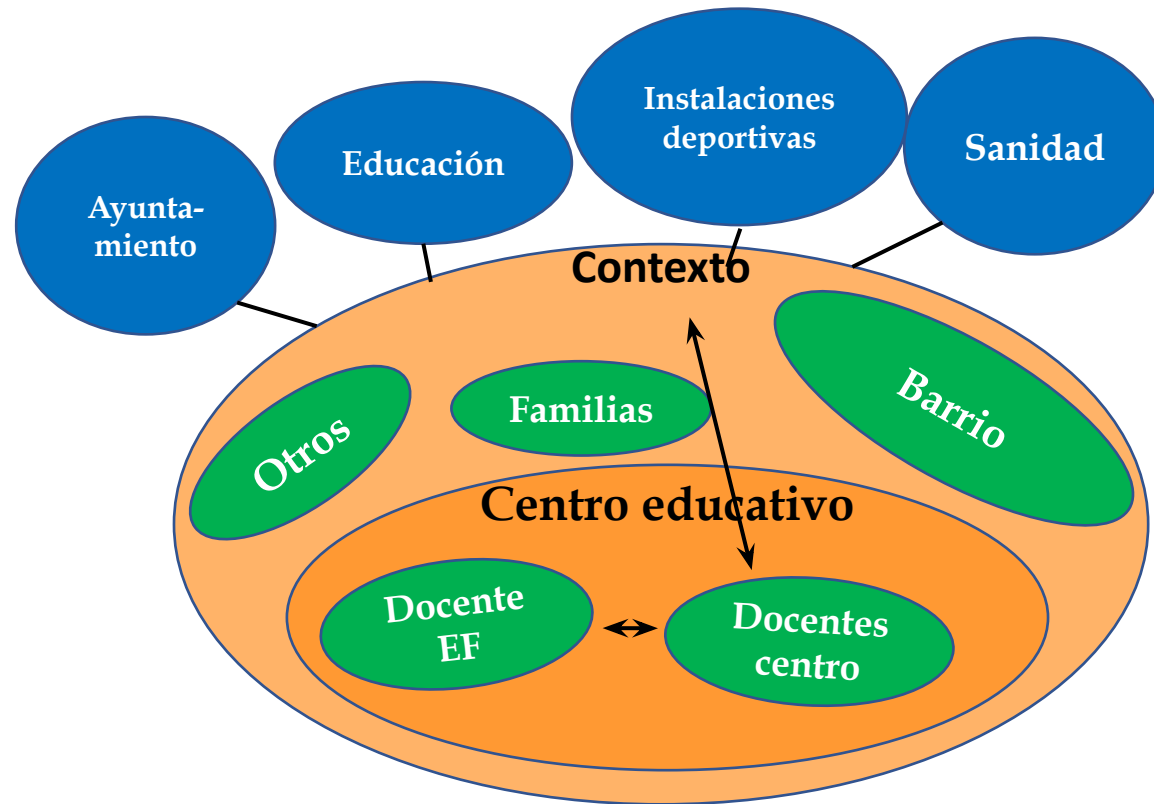 Instalaciones
deportivas
Educación
Sanidad
Ayunta-
miento
Contexto
Familias
Barrio
Otros
Centro educativo
Docente
EF
Docentes
centro